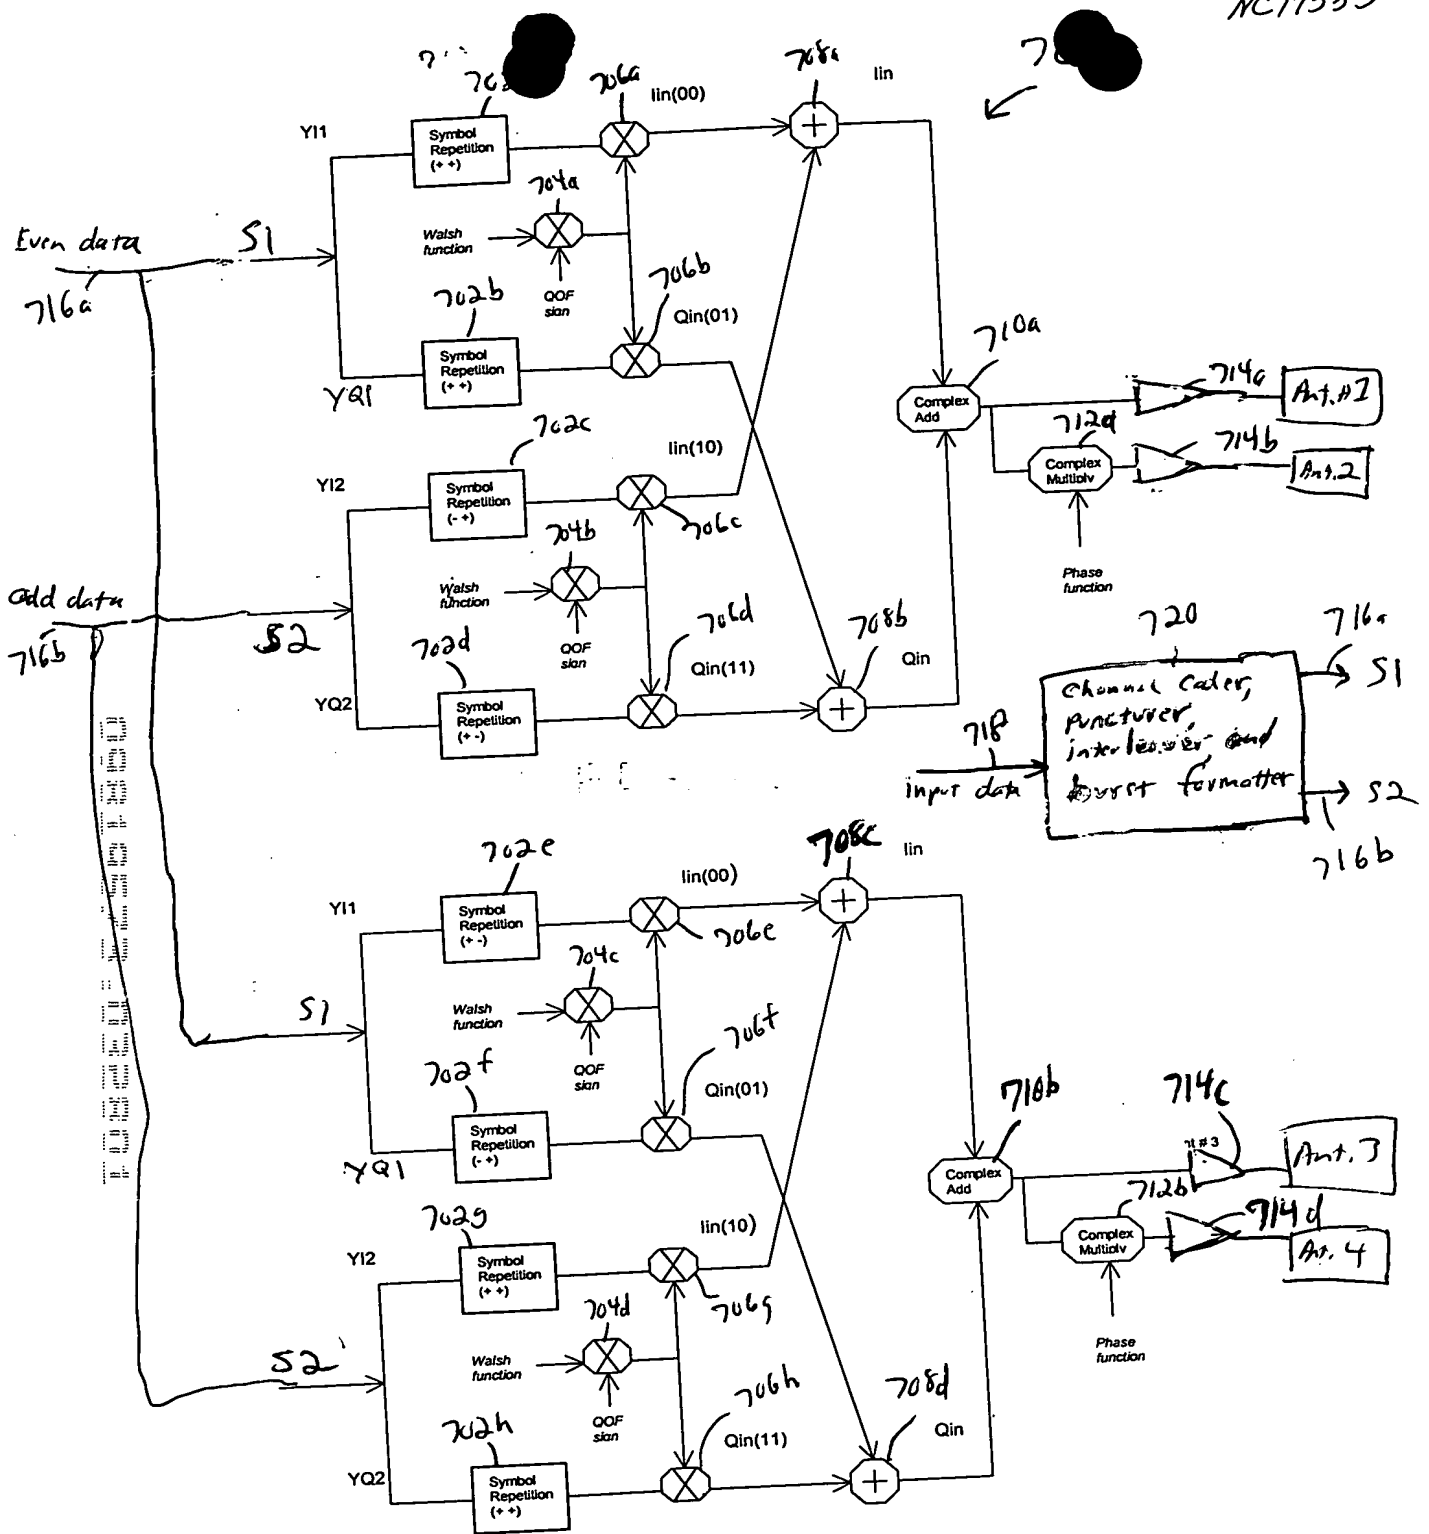 708a
Iin
706a
Iin(00)
YI1
Symbol
Repetition
(+ +)
704a
Walsh
function
QOF
sign
Even data
S1
716a
702b
706b
Qin(01)
Symbol
Repetition
(+ +)
YQ1
710a
Complex
Add
714a
Ant. #1
712a
714b
Complex
Multiply
Ant. 2
Phase
function
702c
Iin(10)
YI2
Symbol
Repetition
(- +)
704b
706c
Walsh
function
QOF
sign
Odd data
S2
716b
702d
706d
708b
Qin(11)
Qin
YQ2
Symbol
Repetition
(+ -)
720
716a
S1
Channel Coder,
puncturer,
interleaver, and
burst formatter
718
input data
S2
716b
702e
708c
Iin
Iin(00)
YI1
Symbol
Repetition
(+ -)
706e
704c
Walsh
function
QOF
sign
S1
702f
706f
Qin(01)
Symbol
Repetition
(- +)
YQ1
710b
714c
Complex
Add
Ant. 3
712b
714d
Complex
Multiply
Ant. 4
Phase
function
702g
Iin(10)
YI2
Symbol
Repetition
(+ +)
704d
706g
Walsh
function
QOF
sign
S2
702h
706h
708d
Qin(11)
Qin
YQ2
Symbol
Repetition
(+ +)